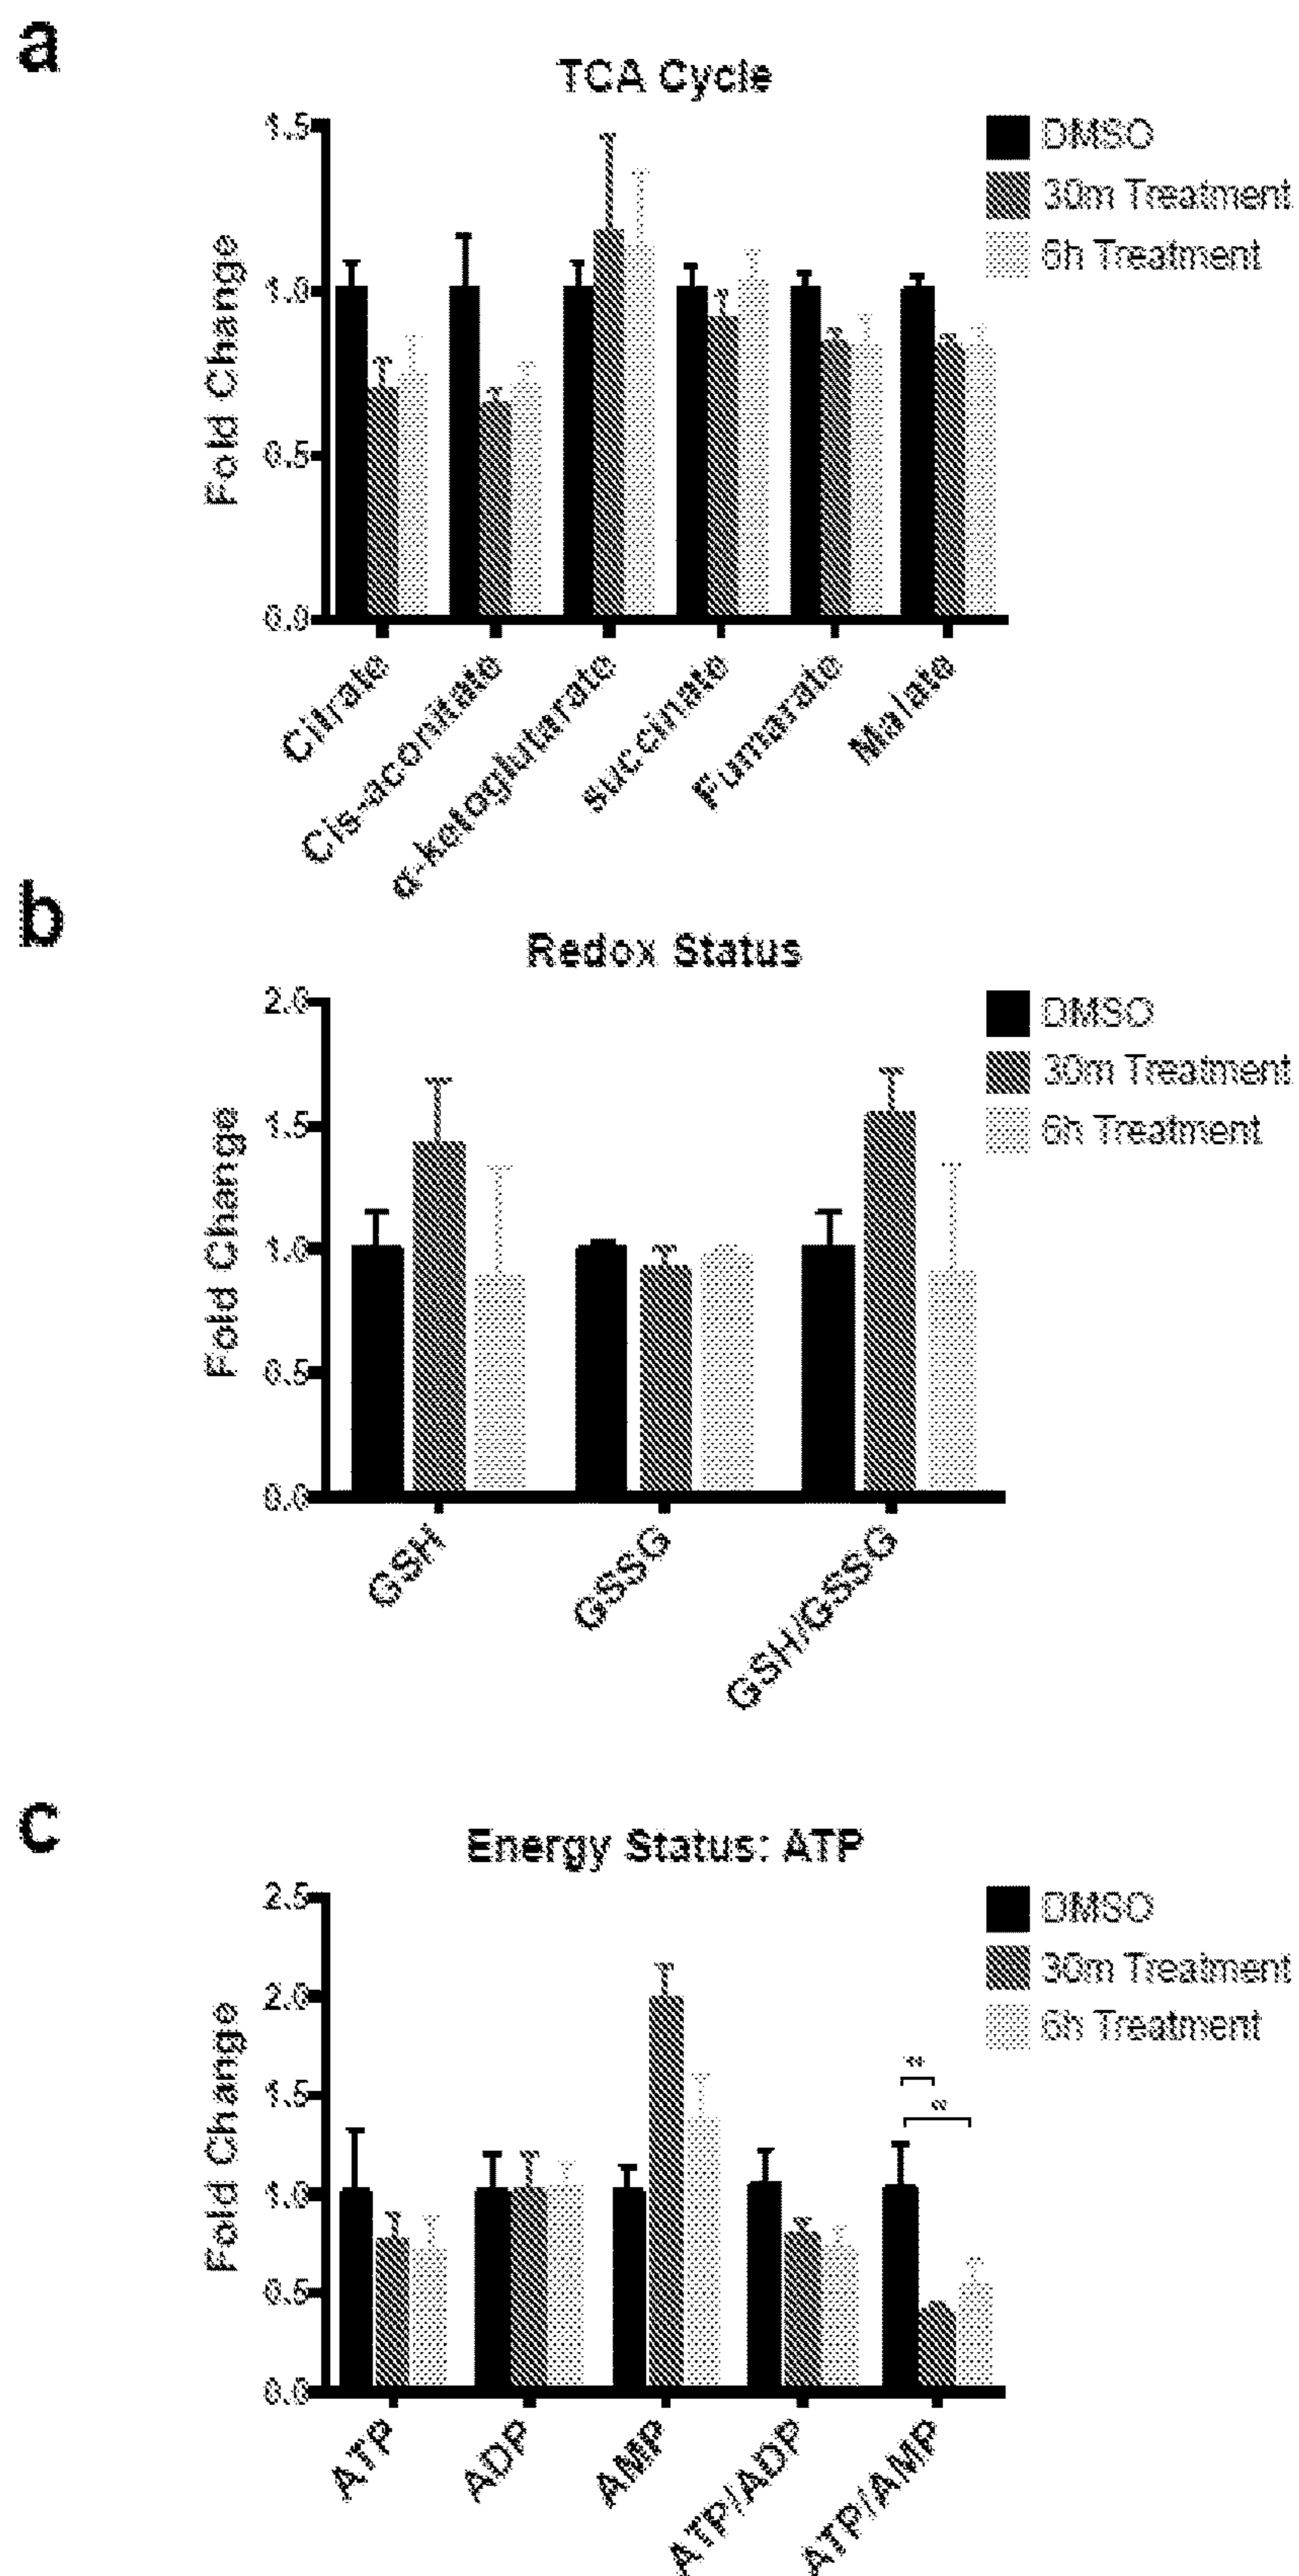 a
TCA Cycle
1.5
1.0
0.5
0.0
Fold Change
DMSO
30m Treatment
6h Treatment
Citrate
Cis-aconitate
α-ketoglutarate
succinate
Fumarate
Malate
b
Redox Status
2.0
1.5
1.0
0.5
0.0
Fold Change
DMSO
30m Treatment
6h Treatment
GSH
GSSG
GSH/GSSG
c
Energy Status: ATP
2.5
2.0
1.5
1.0
0.5
0.0
Fold Change
DMSO
30m Treatment
6h Treatment
ATP
ADP
AMP
ATP/ADP
ATP/AMP